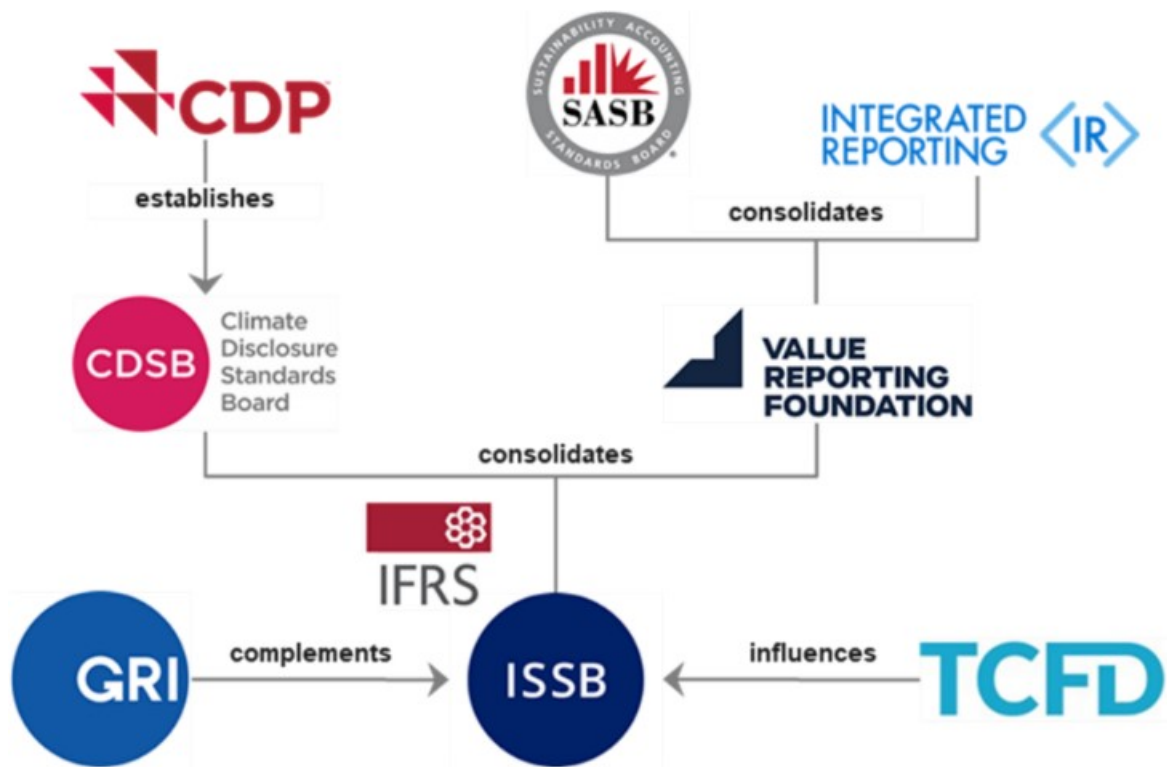 CDP
SUSTAINABILITY ACCOUNTING
SASB
STANDARDS BOARD
®
INTEGRATED
REPORTING
<IR>
establishes
consolidates
CDSB
Climate
Disclosure
Standards
Board
VALUE
REPORTING
FOUNDATION
consolidates
IFRS
GRI
complements
ISSB
influences
TCFD